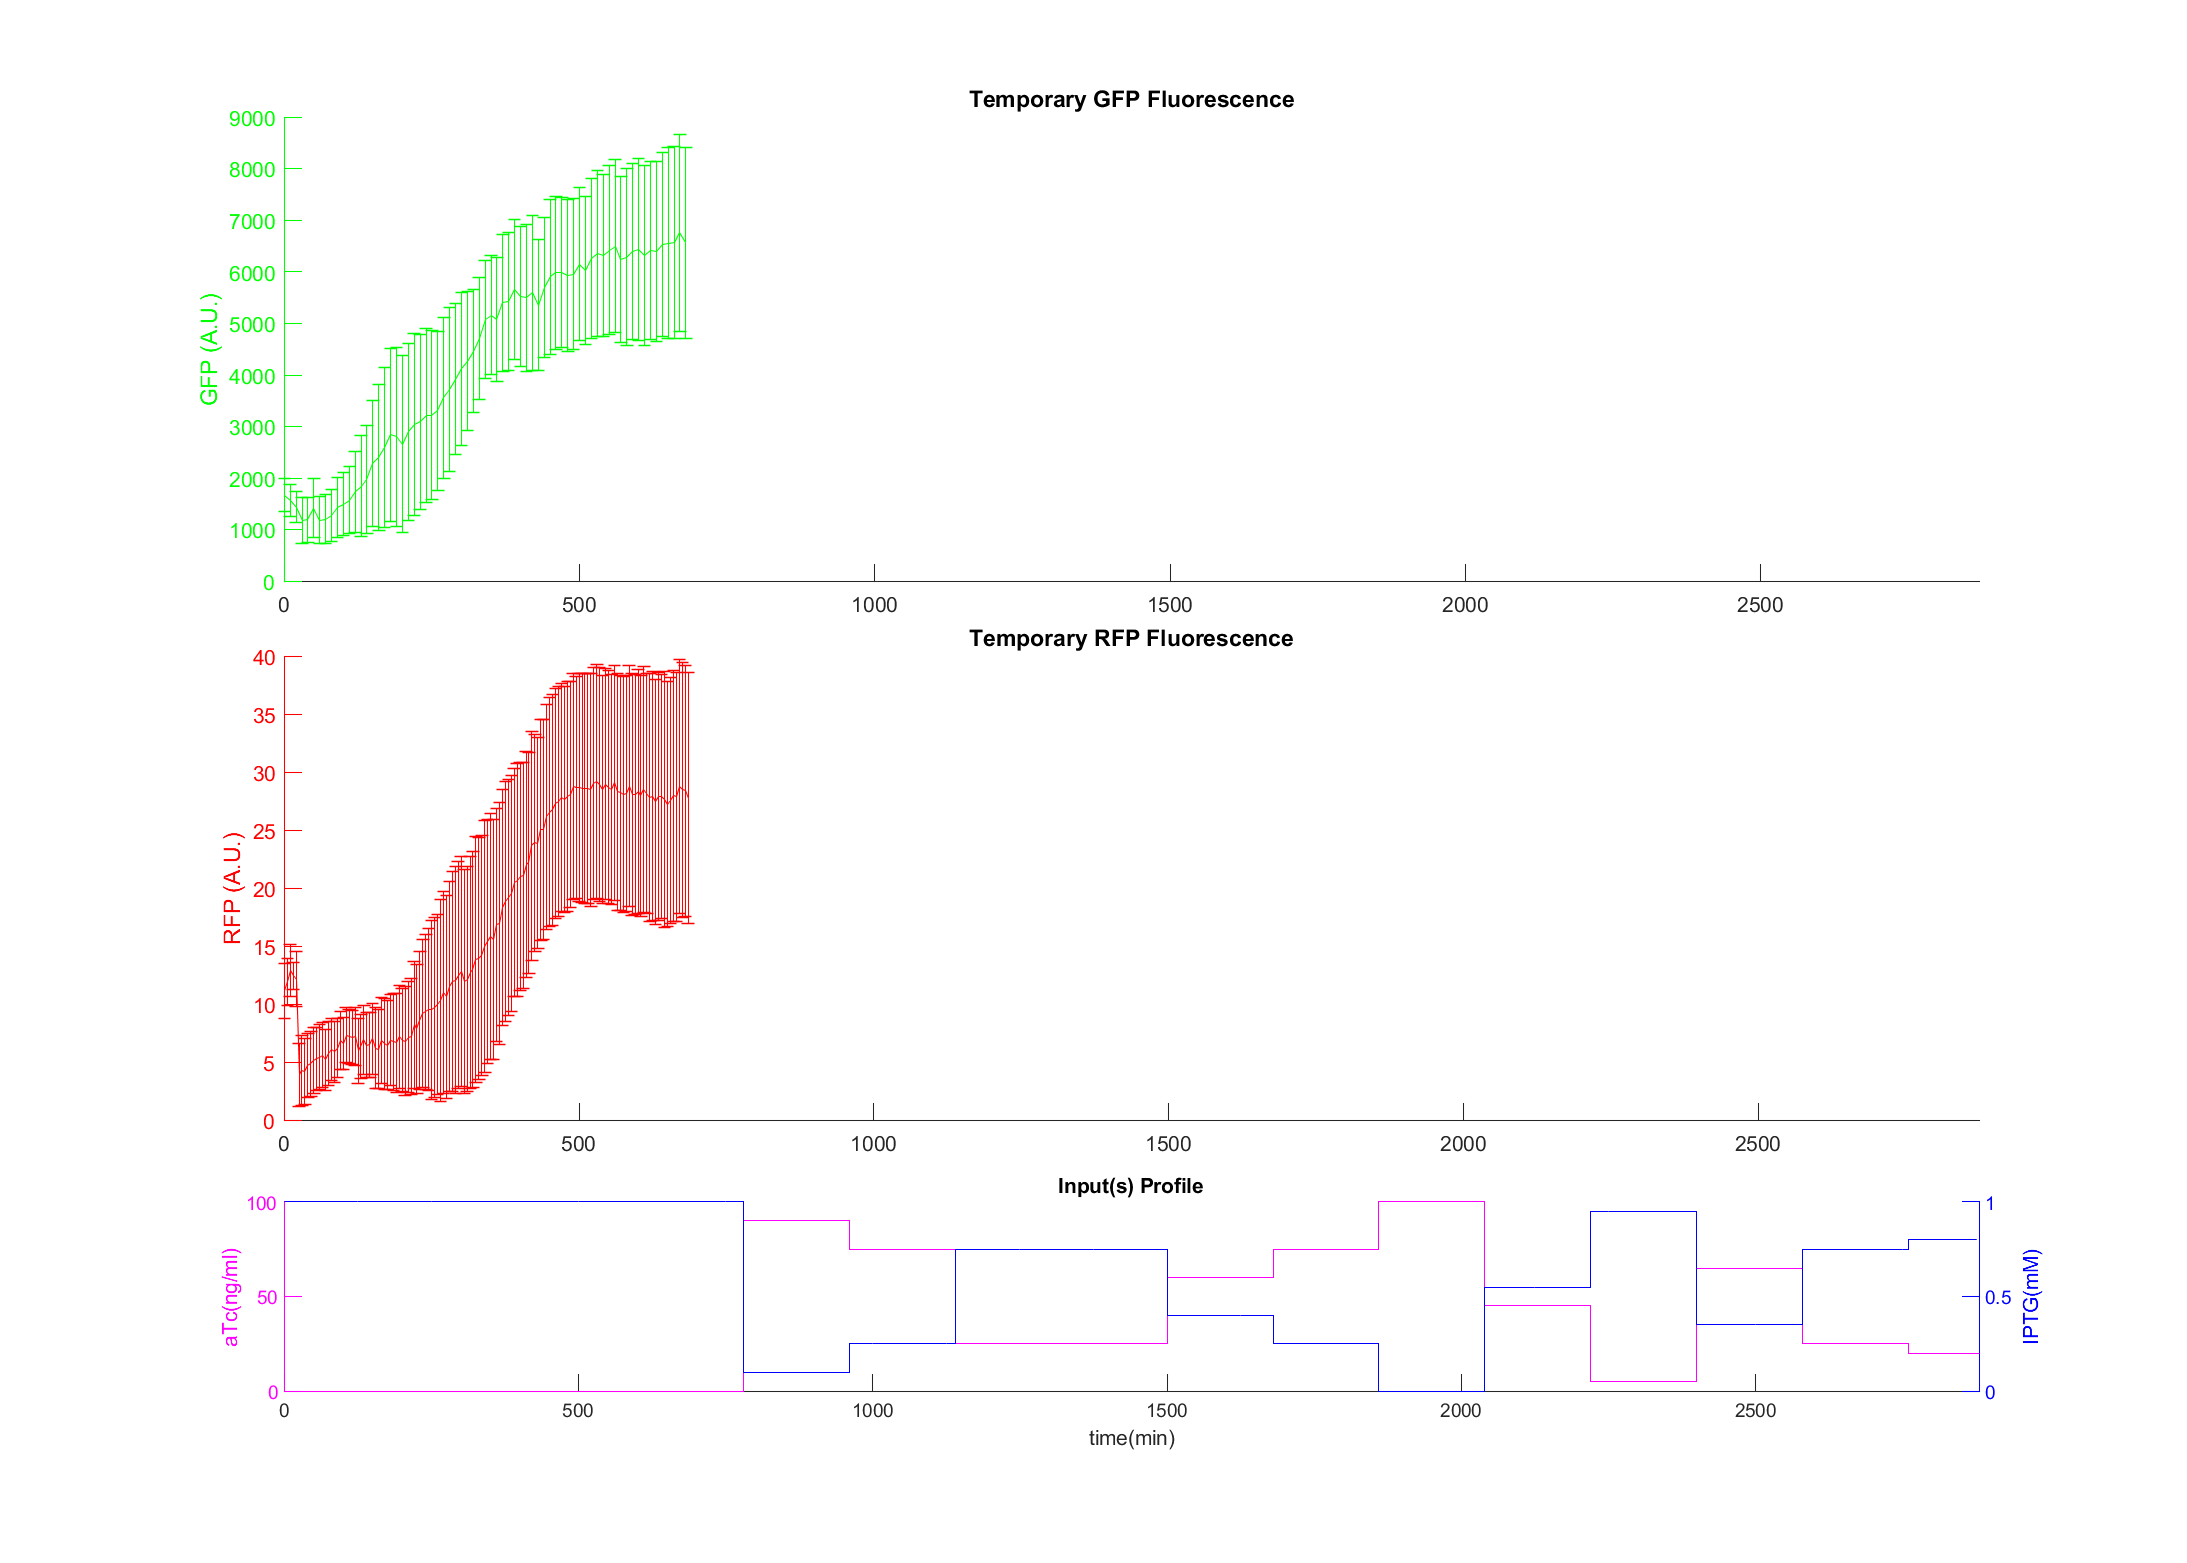 Temporary GFP Fluorescence
GFP (A.U.)
9000
8000
7000
6000
5000
4000
3000
2000
1000
0
0 500 1000 1500 2000 2500
Temporary RFP Fluorescence
RFP (A.U.)
40
35
30
25
20
15
10
5
0
0 500 1000 1500 2000 2500
Input(s) Profile
aTc(ng/ml)
100
50
0
1
0.5
0
IPTG(mM)
0 500 1000 1500 2000 2500
time(min)